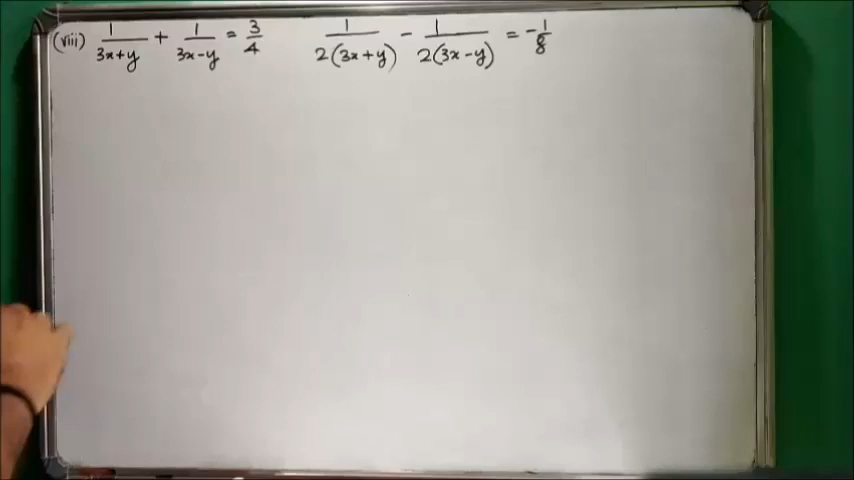 (viii) 1/(3x+y) + 1/(3x-y) = 3/4    1/(2(3x+y)) - 1/(2(3x-y)) = -1/8